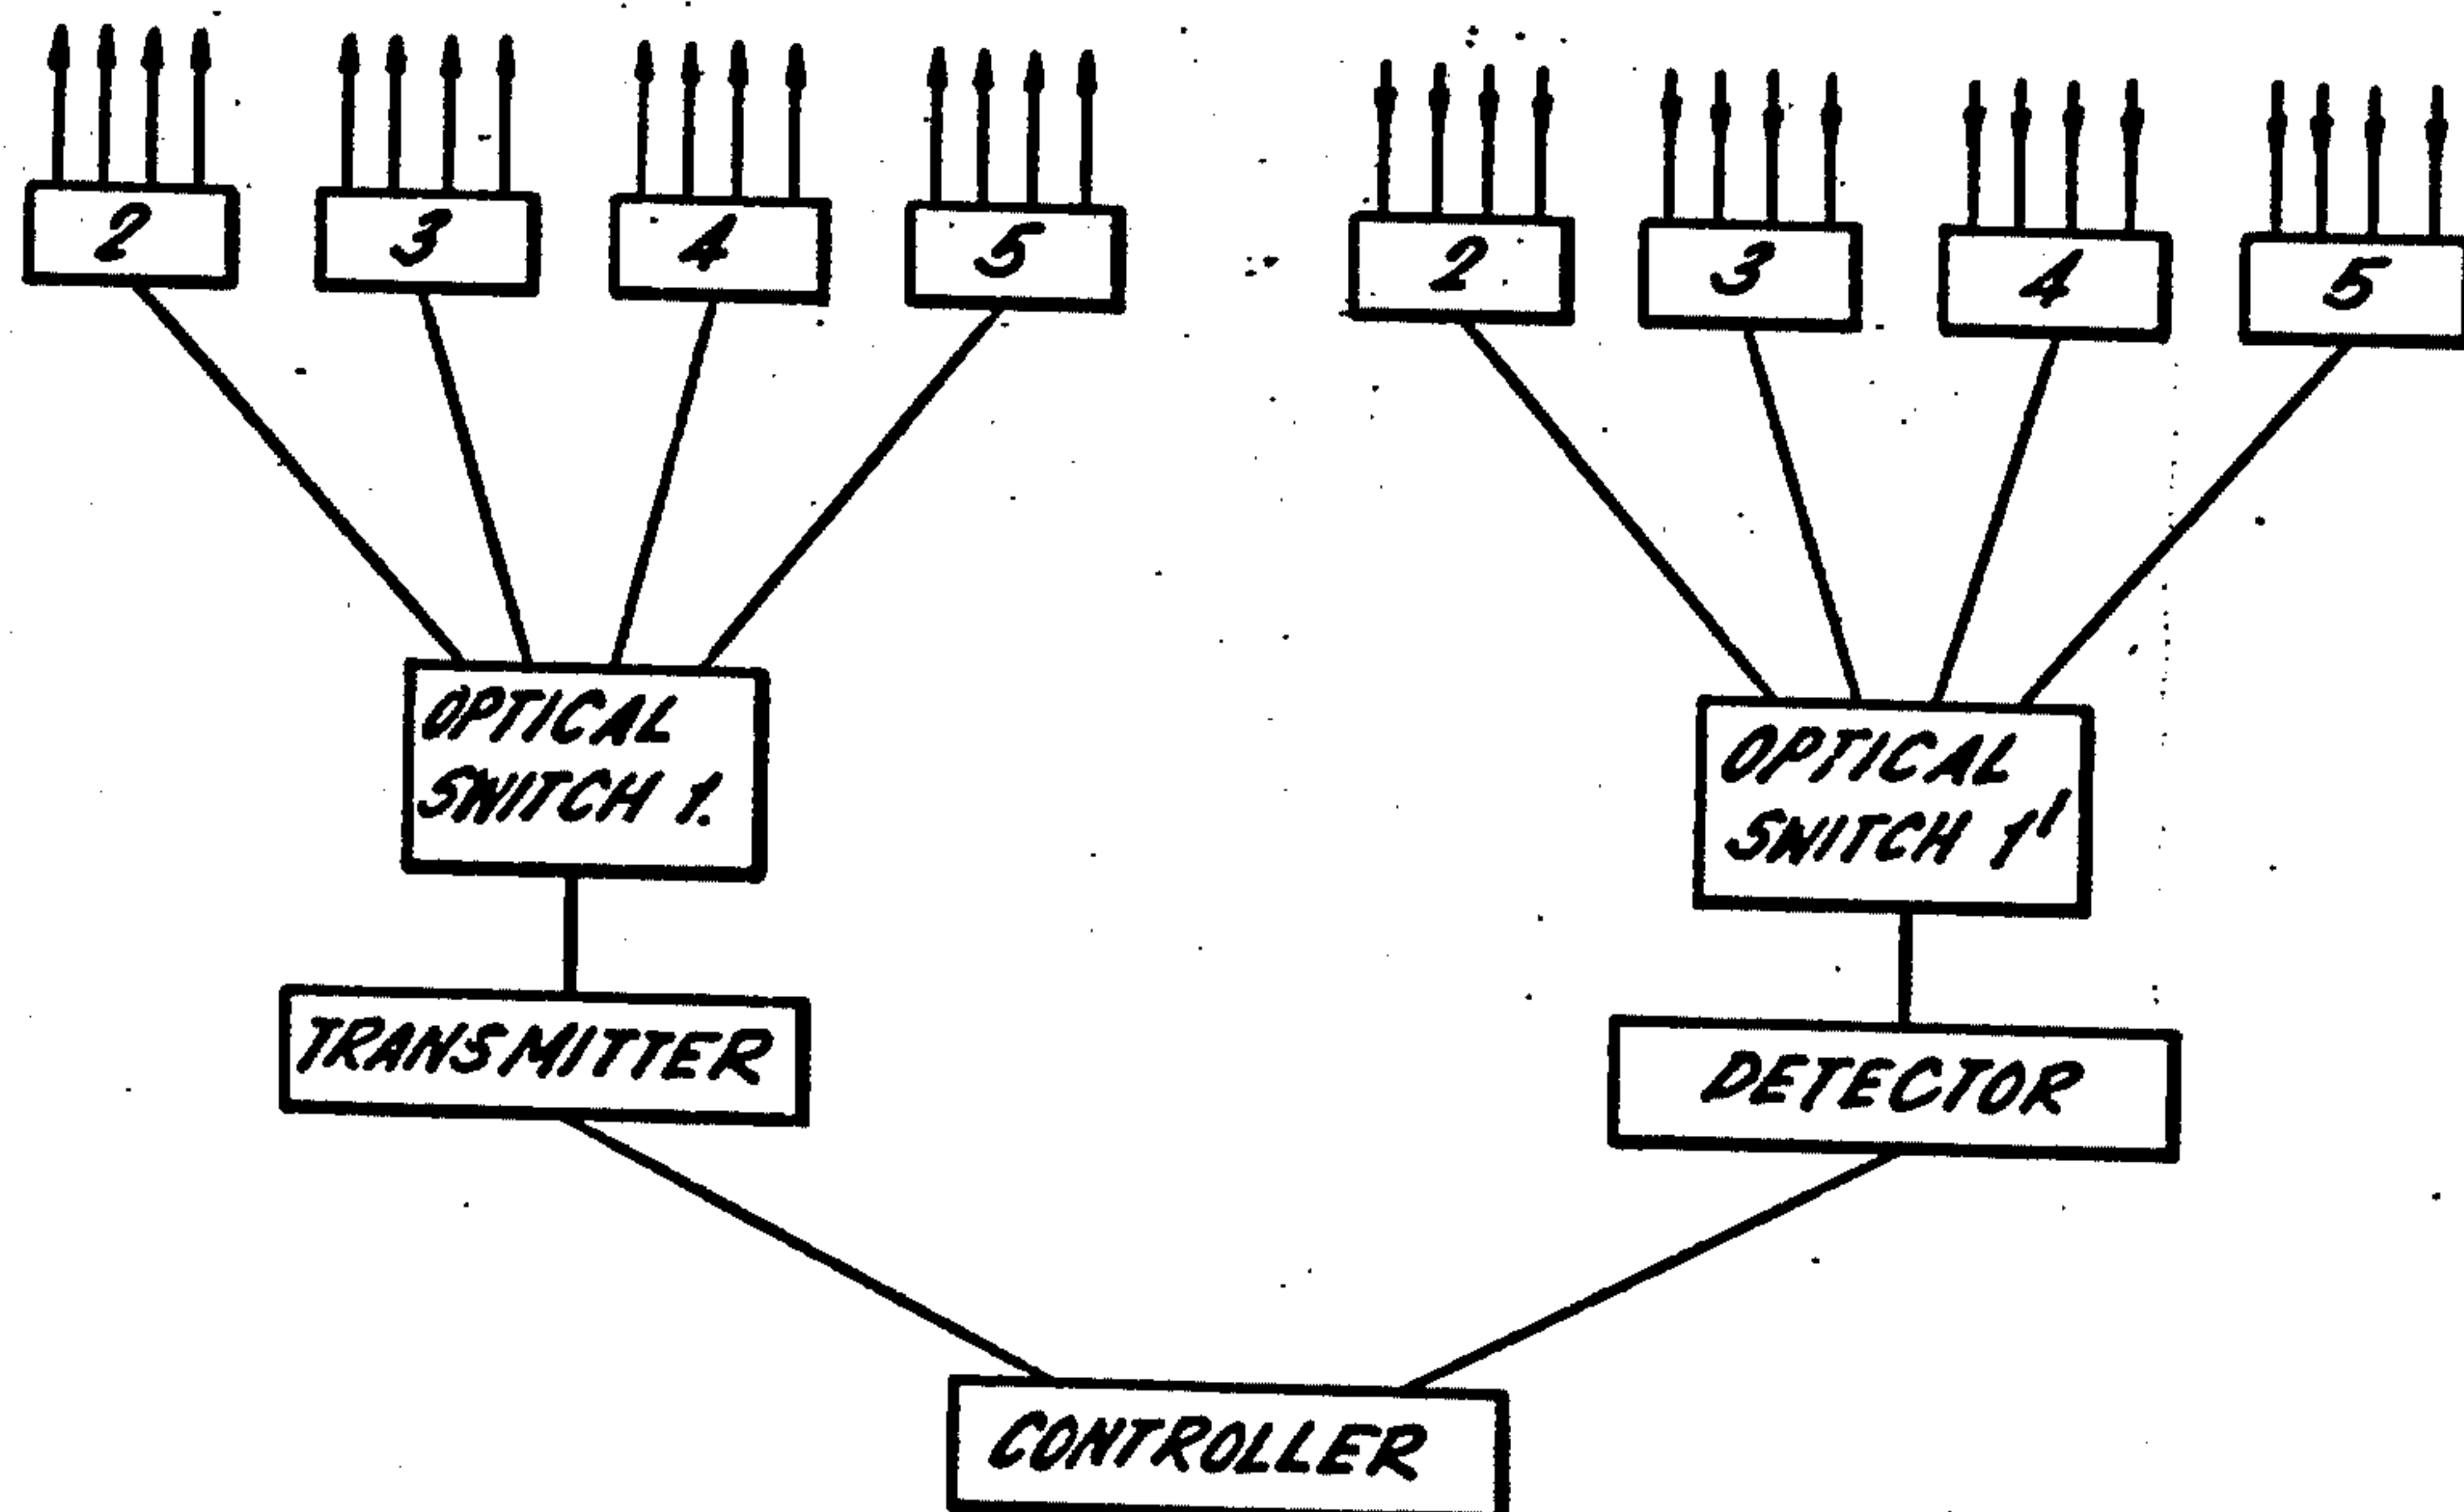 2 3 4 5 2 3 4 5
OPTICAL
SWITCH 1.
OPTICAL
SWITCH 1'
TRANSMITTER
DETECTOR
CONTROLLER